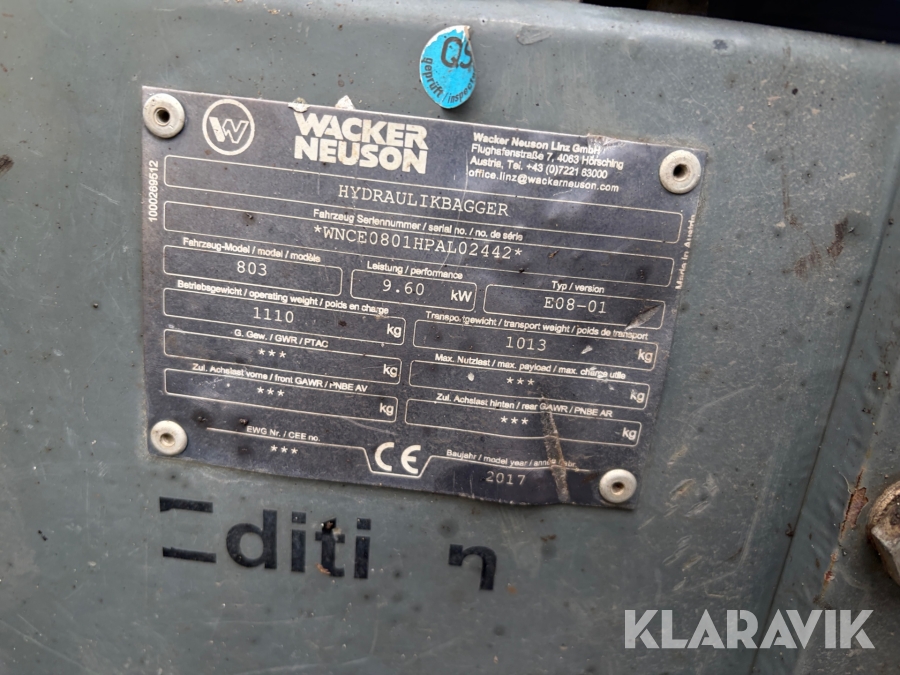 QS
geprüft/inspec
WACKER
NEUSON
Wacker Neuson Linz GmbH
Flughafenstraße 7, 4063 Hörsching
Austria, Tel. +43 (0)7221 63000
office.linz@wackerneuson.com
1000269512
HYDRAULIKBAGGER
Fahrzeug Seriennummer / serial no. / no. de série
*WNCE0801HPAL02442*
Made in Austria
Fahrzeug-Model / model / modèle
803
Leistung / performance
9.60 kW
Typ / version
E08-01
Betriebsgewicht / operating weight / poids en charge
1110 kg
Transportgewicht / transport weight / poids de transport
1013 kg
G. Gew. / GWR / PTAC
*** kg
Max. Nutzlast / max. payload / max. charge utile
*** kg
Zul. Achslast vorne / front GAWR / PNBE AV
*** kg
Zul. Achslast hinten / rear GAWR / PNBE AR
*** kg
EWG Nr. / CEE no.
***
CE
Baujahr / model year /
2017
Editi n
KLARAVIK